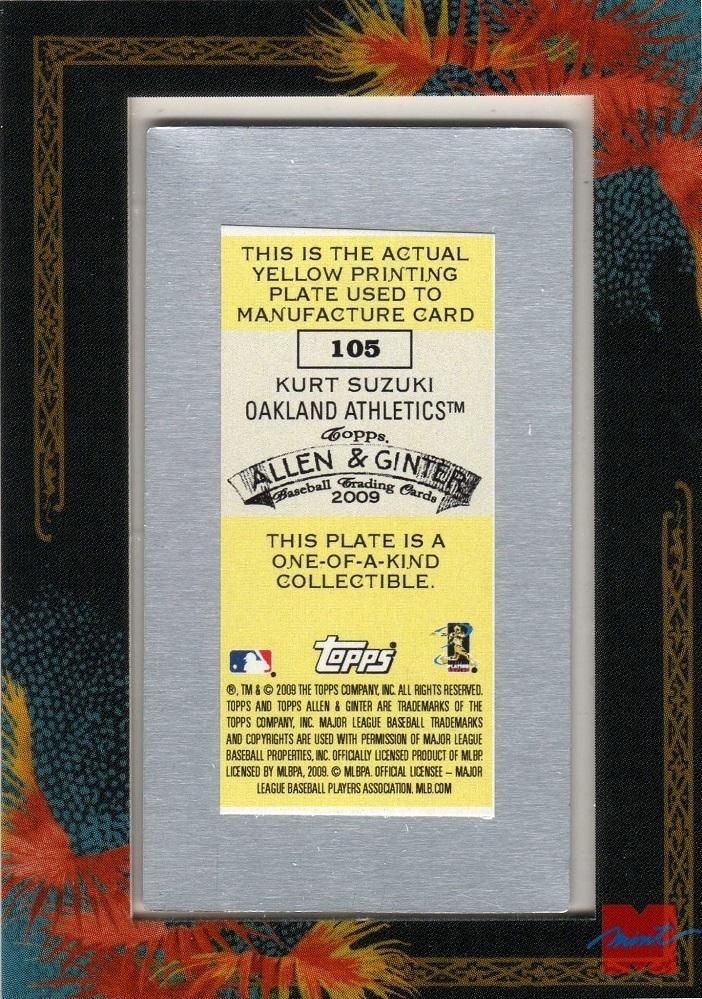 THIS IS THE ACTUAL
YELLOW PRINTING
PLATE USED TO
MANUFACTURE CARD
105
KURT SUZUKI
OAKLAND ATHLETICS™
Topps.
ALLEN & GINTER
Baseball Trading Cards
2009
THIS PLATE IS A
ONE-OF-A-KIND
COLLECTIBLE.
Topps
®, TM & © 2009 THE TOPPS COMPANY, INC. ALL RIGHTS RESERVED.
TOPPS AND TOPPS ALLEN & GINTER ARE TRADEMARKS OF THE
TOPPS COMPANY, INC. MAJOR LEAGUE BASEBALL TRADEMARKS
AND COPYRIGHTS ARE USED WITH PERMISSION OF MAJOR LEAGUE
BASEBALL PROPERTIES, INC. OFFICIALLY LICENSED PRODUCT OF MLBP.
LICENSED BY MLBPA, 2009. © MLBPA. OFFICIAL LICENSEE – MAJOR
LEAGUE BASEBALL PLAYERS ASSOCIATION. MLB.COM
mint